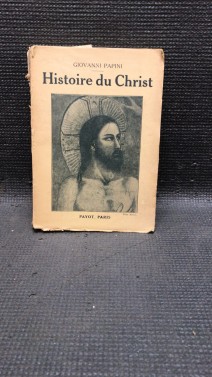 GIOVANNI PAPINI
Histoire du Christ
PAYOT, PARIS